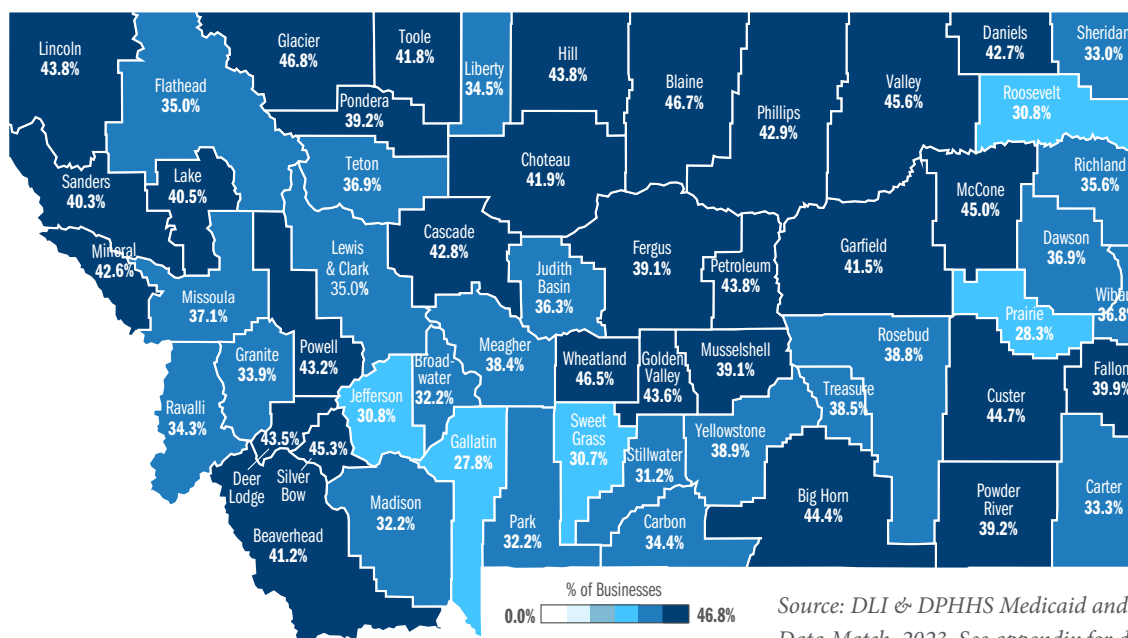 Lincoln
43.8%
Flathead
35.0%
Glacier
46.8%
Toole
41.8%
Liberty
34.5%
Hill
43.8%
Blaine
46.7%
Phillips
42.9%
Valley
45.6%
Daniels
42.7%
Sheridan
33.0%
Roosevelt
30.8%
Pondera
39.2%
Teton
36.9%
Choteau
41.9%
Sanders
40.3%
Lake
40.5%
McCone
45.0%
Richland
35.6%
Mineral
42.6%
Missoula
37.1%
Lewis
& Clark
35.0%
Cascade
42.8%
Judith
Basin
36.3%
Fergus
39.1%
Petroleum
43.8%
Garfield
41.5%
Dawson
36.9%
Wibau
36.8%
Prairie
28.3%
Granite
33.9%
Powell
43.2%
Broad-
water
32.2%
Meagher
38.4%
Wheatland
46.5%
Golden
Valley
43.6%
Musselshell
39.1%
Rosebud
38.8%
Treasure
38.5%
Custer
44.7%
Fallon
39.9%
Ravalli
34.3%
Jefferson
30.8%
43.5%
Deer
Lodge
45.3%
Silver
Bow
Gallatin
27.8%
Sweet
Grass
30.7%
Stillwater
31.2%
Yellowstone
38.9%
Big Horn
44.4%
Powder
River
39.2%
Carter
33.3%
Beaverhead
41.2%
Madison
32.2%
Park
32.2%
Carbon
34.4%
% of Businesses
0.0%
46.8%
Source: DLI & DPHHS Medicaid and
Data Match, 2023. See appendix for d